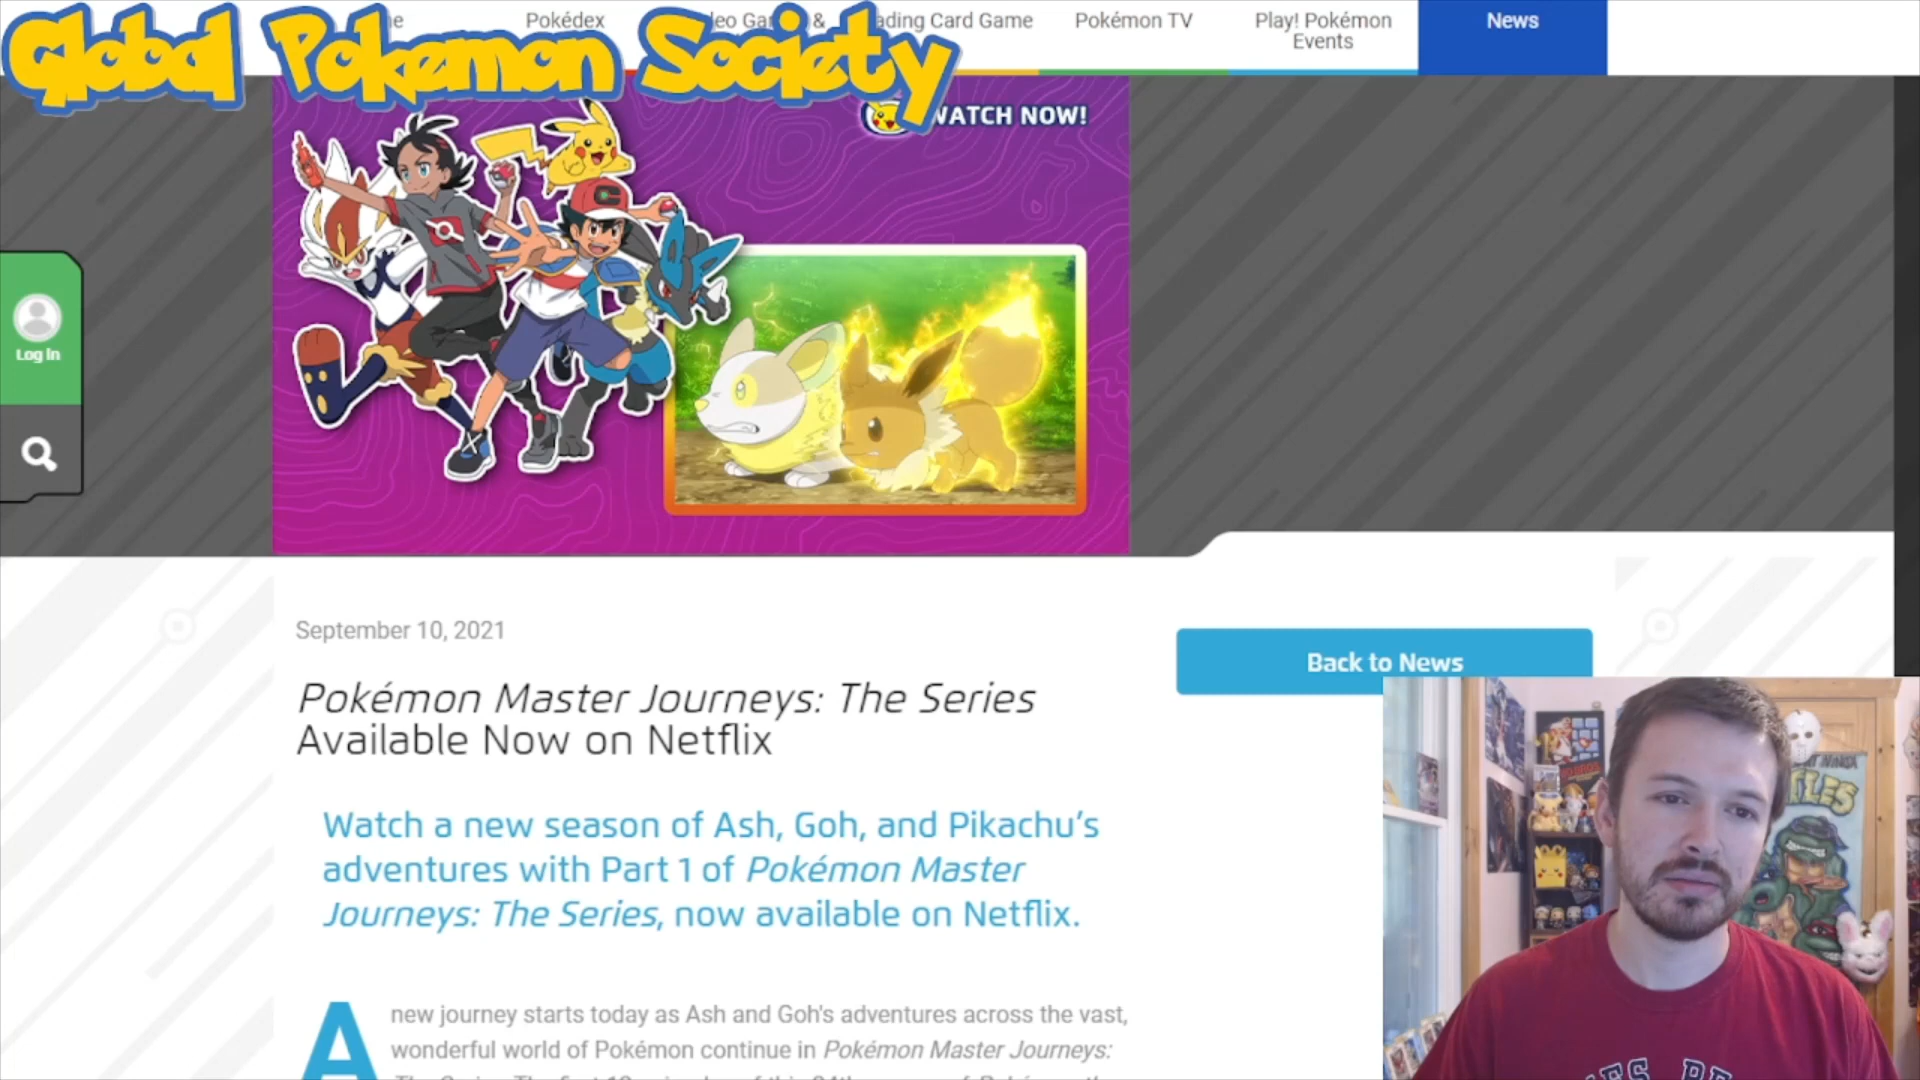 Global Pokemon Society
Pokédex
Trading Card Game
Pokémon TV
Play! Pokémon
Events
News
WATCH NOW!
Log In
September 10, 2021
Pokémon Master Journeys: The Series
Available Now on Netflix
Back to News
Watch a new season of Ash, Goh, and Pikachu's
adventures with Part 1 of Pokémon Master
Journeys: The Series, now available on Netflix.
A new journey starts today as Ash and Goh's adventures across the vast,
wonderful world of Pokémon continue in Pokémon Master Journeys: